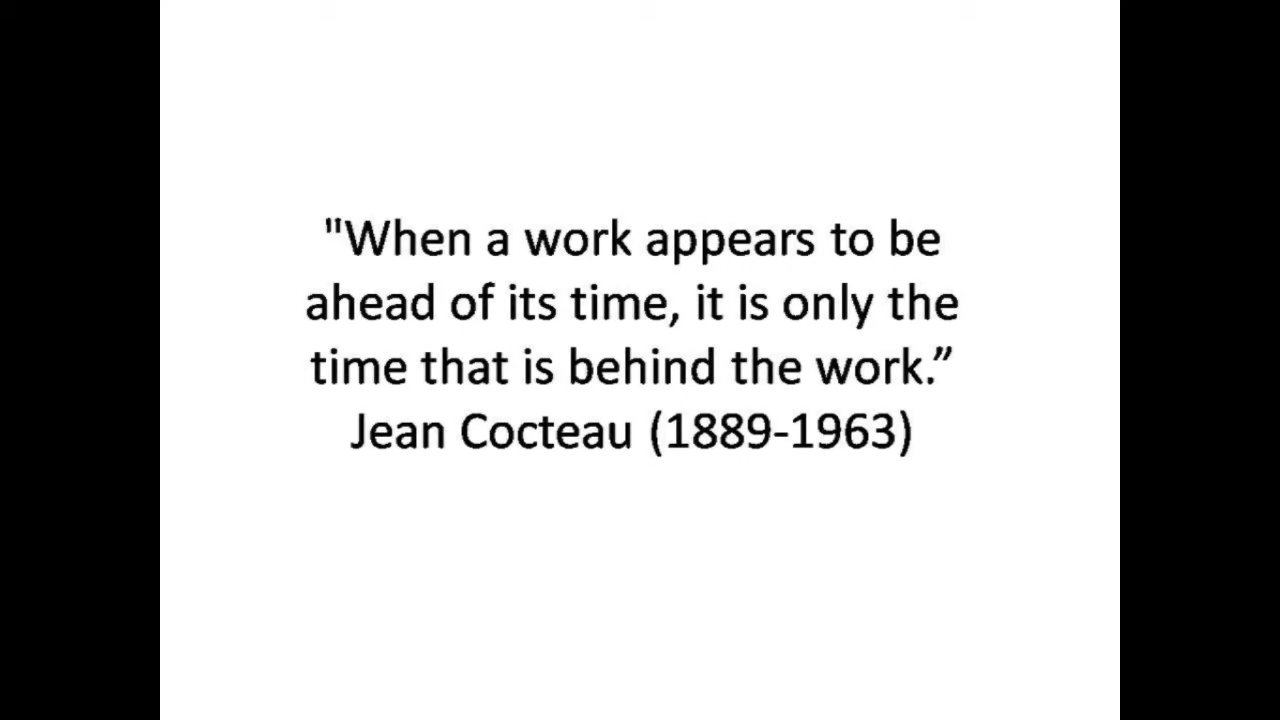 "When a work appears to be
ahead of its time, it is only the
time that is behind the work.”
Jean Cocteau (1889-1963)